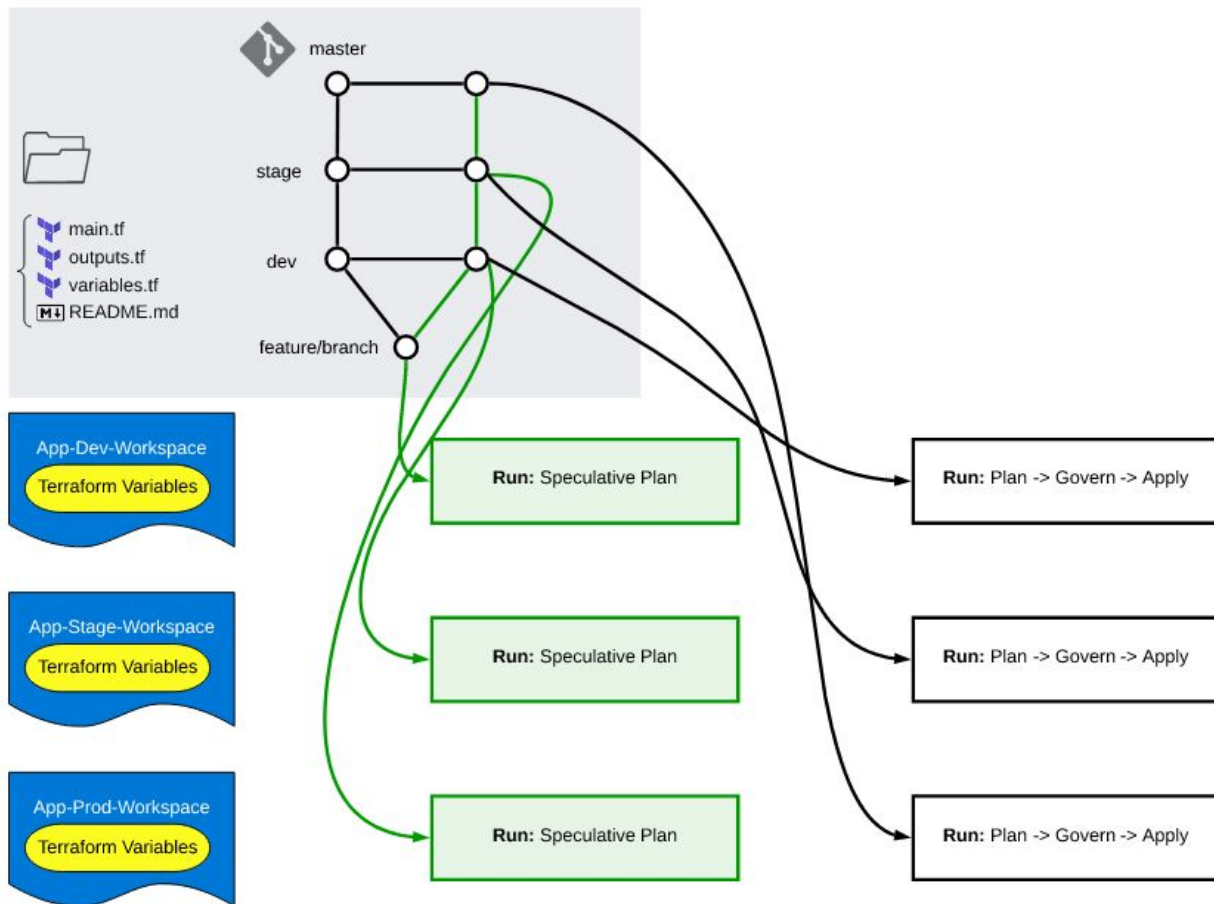 master
stage
main.tf
outputs.tf
dev
variables.tf
M↓ README.md
feature/branch
App-Dev-Workspace
Terraform Variables
Run: Speculative Plan
Run: Plan -> Govern -> Apply
App-Stage-Workspace
Terraform Variables
Run: Speculative Plan
Run: Plan -> Govern -> Apply
App-Prod-Workspace
Terraform Variables
Run: Speculative Plan
Run: Plan -> Govern -> Apply